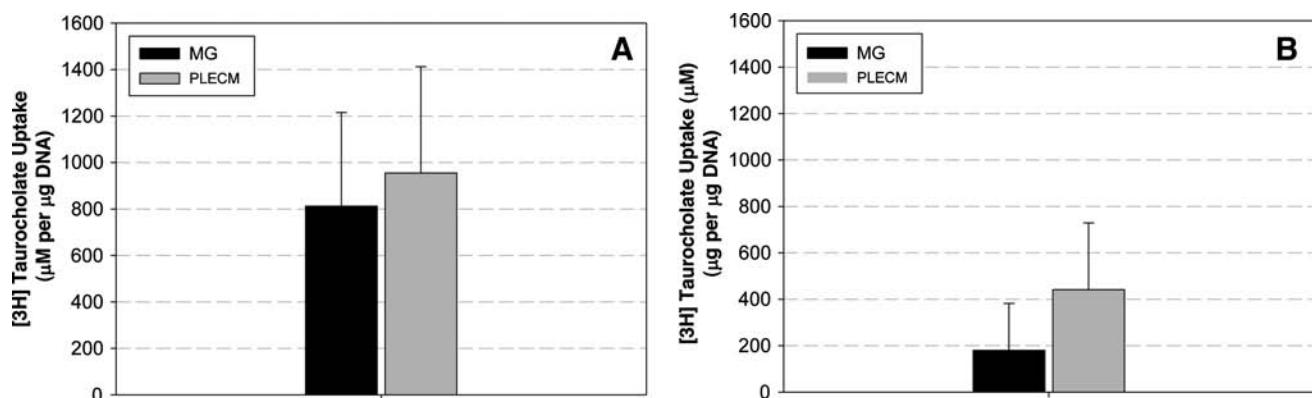 [3H] Taurocholate Uptake
(μM per μg DNA)
1600
1400
1200
1000
800
600
400
200
0
MG
PLECM
A
[3H] Taurocholate Uptake (μM)
(μg per μg DNA)
1600
1400
1200
1000
800
600
400
200
0
MG
PLECM
B